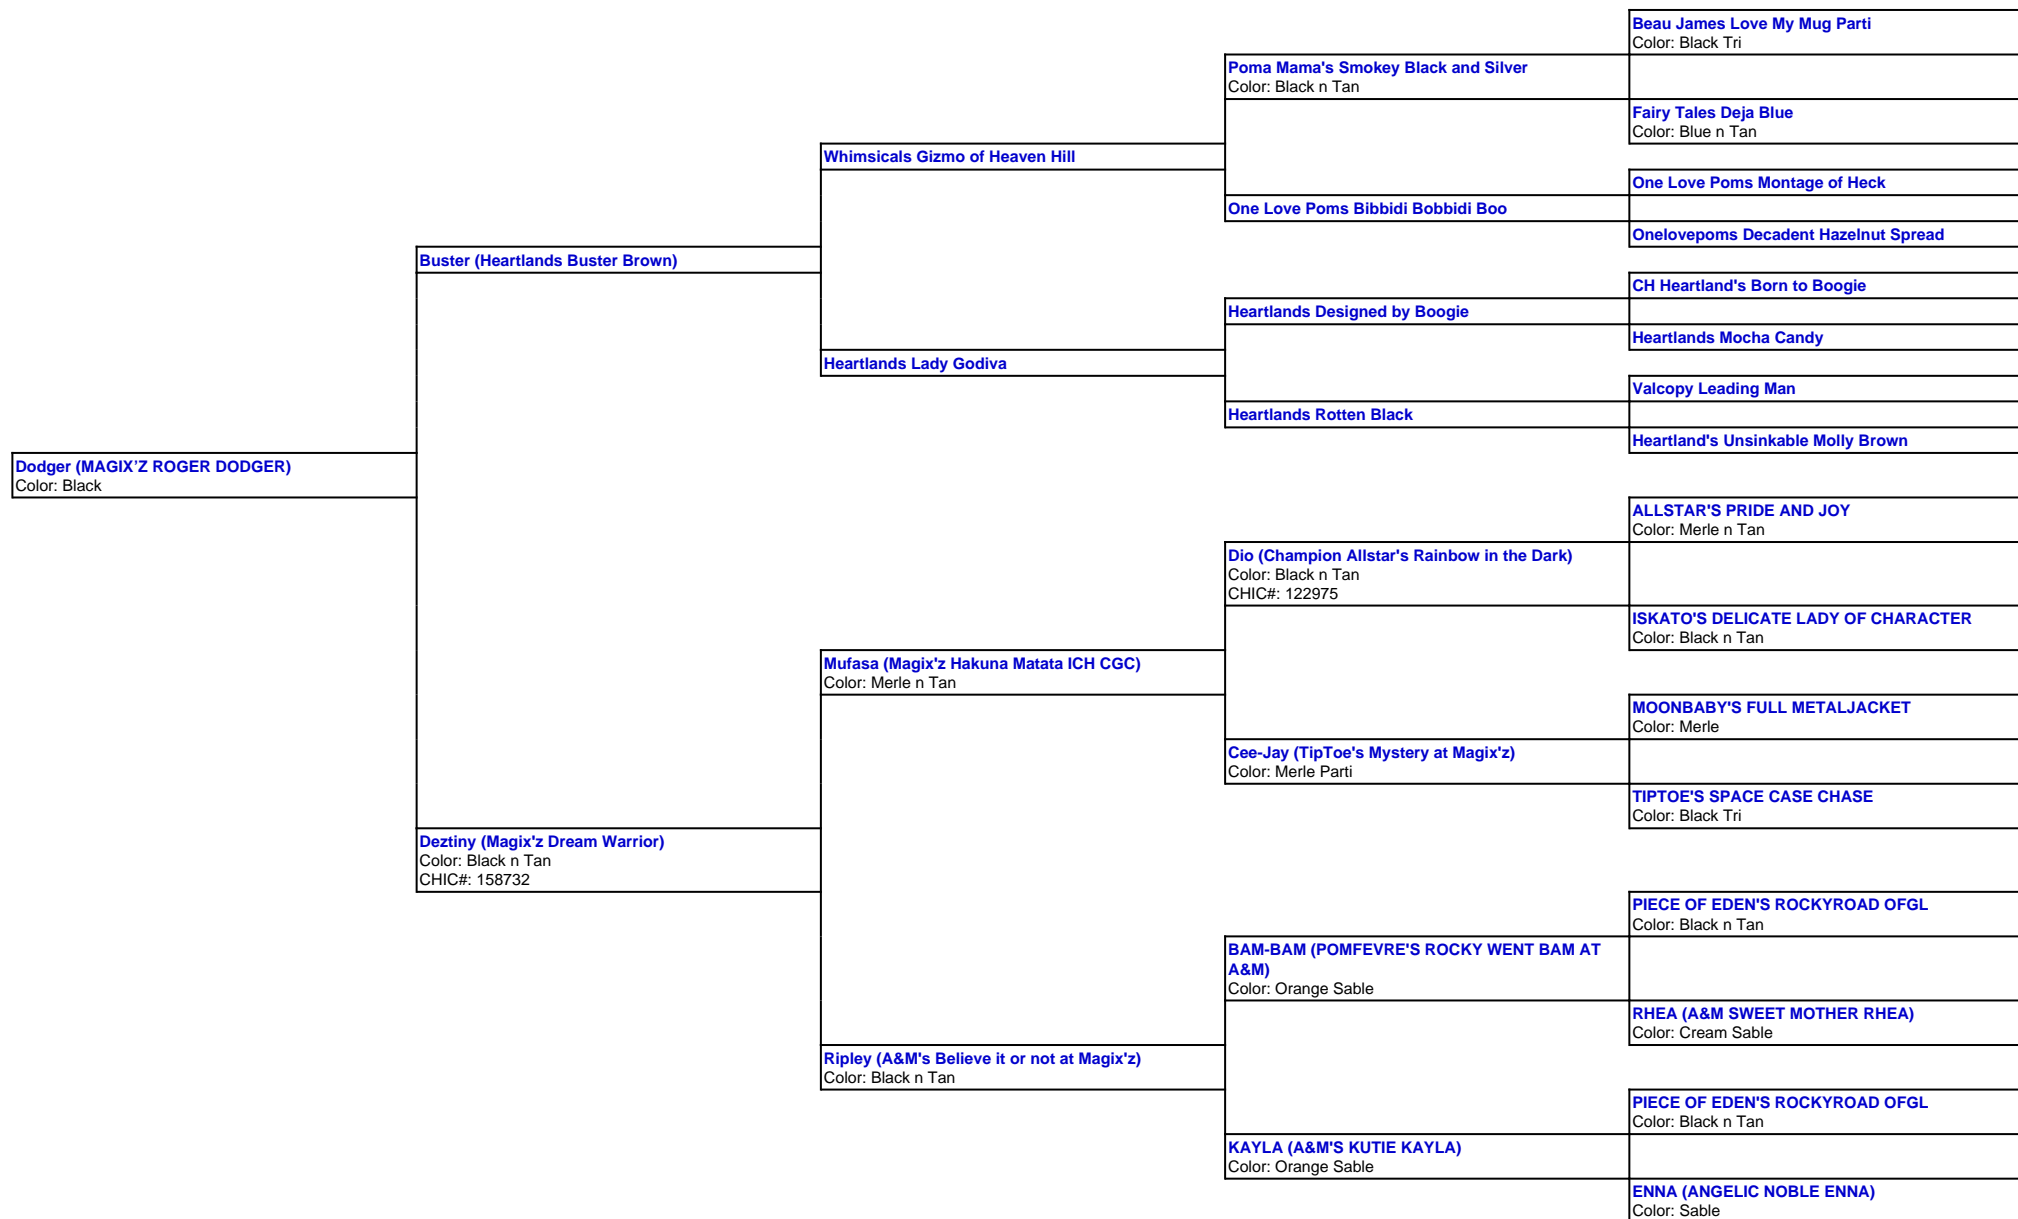 Beau James Love My Mug Parti
Color: Black Tri
Poma Mama's Smokey Black and Silver
Color: Black n Tan
Fairy Tales Deja Blue
Color: Blue n Tan
Whimsicals Gizmo of Heaven Hill
One Love Poms Montage of Heck
One Love Poms Bibbidi Bobbidi Boo
Onelovepoms Decadent Hazelnut Spread
Buster (Heartlands Buster Brown)
CH Heartland's Born to Boogie
Heartlands Designed by Boogie
Heartlands Mocha Candy
Heartlands Lady Godiva
Valcopy Leading Man
Heartlands Rotten Black
Heartland's Unsinkable Molly Brown
Dodger (MAGIX’Z ROGER DODGER)
Color: Black
ALLSTAR'S PRIDE AND JOY
Color: Merle n Tan
Dio (Champion Allstar's Rainbow in the Dark)
Color: Black n Tan
CHIC#: 122975
ISKATO'S DELICATE LADY OF CHARACTER
Color: Black n Tan
Mufasa (Magix'z Hakuna Matata ICH CGC)
Color: Merle n Tan
MOONBABY'S FULL METALJACKET
Color: Merle
Cee-Jay (TipToe's Mystery at Magix'z)
Color: Merle Parti
TIPTOE'S SPACE CASE CHASE
Color: Black Tri
Deztiny (Magix'z Dream Warrior)
Color: Black n Tan
CHIC#: 158732
PIECE OF EDEN'S ROCKYROAD OFGL
Color: Black n Tan
BAM-BAM (POMFEVRE'S ROCKY WENT BAM AT
A&M)
Color: Orange Sable
RHEA (A&M SWEET MOTHER RHEA)
Color: Cream Sable
Ripley (A&M's Believe it or not at Magix'z)
Color: Black n Tan
PIECE OF EDEN'S ROCKYROAD OFGL
Color: Black n Tan
KAYLA (A&M'S KUTIE KAYLA)
Color: Orange Sable
ENNA (ANGELIC NOBLE ENNA)
Color: Sable